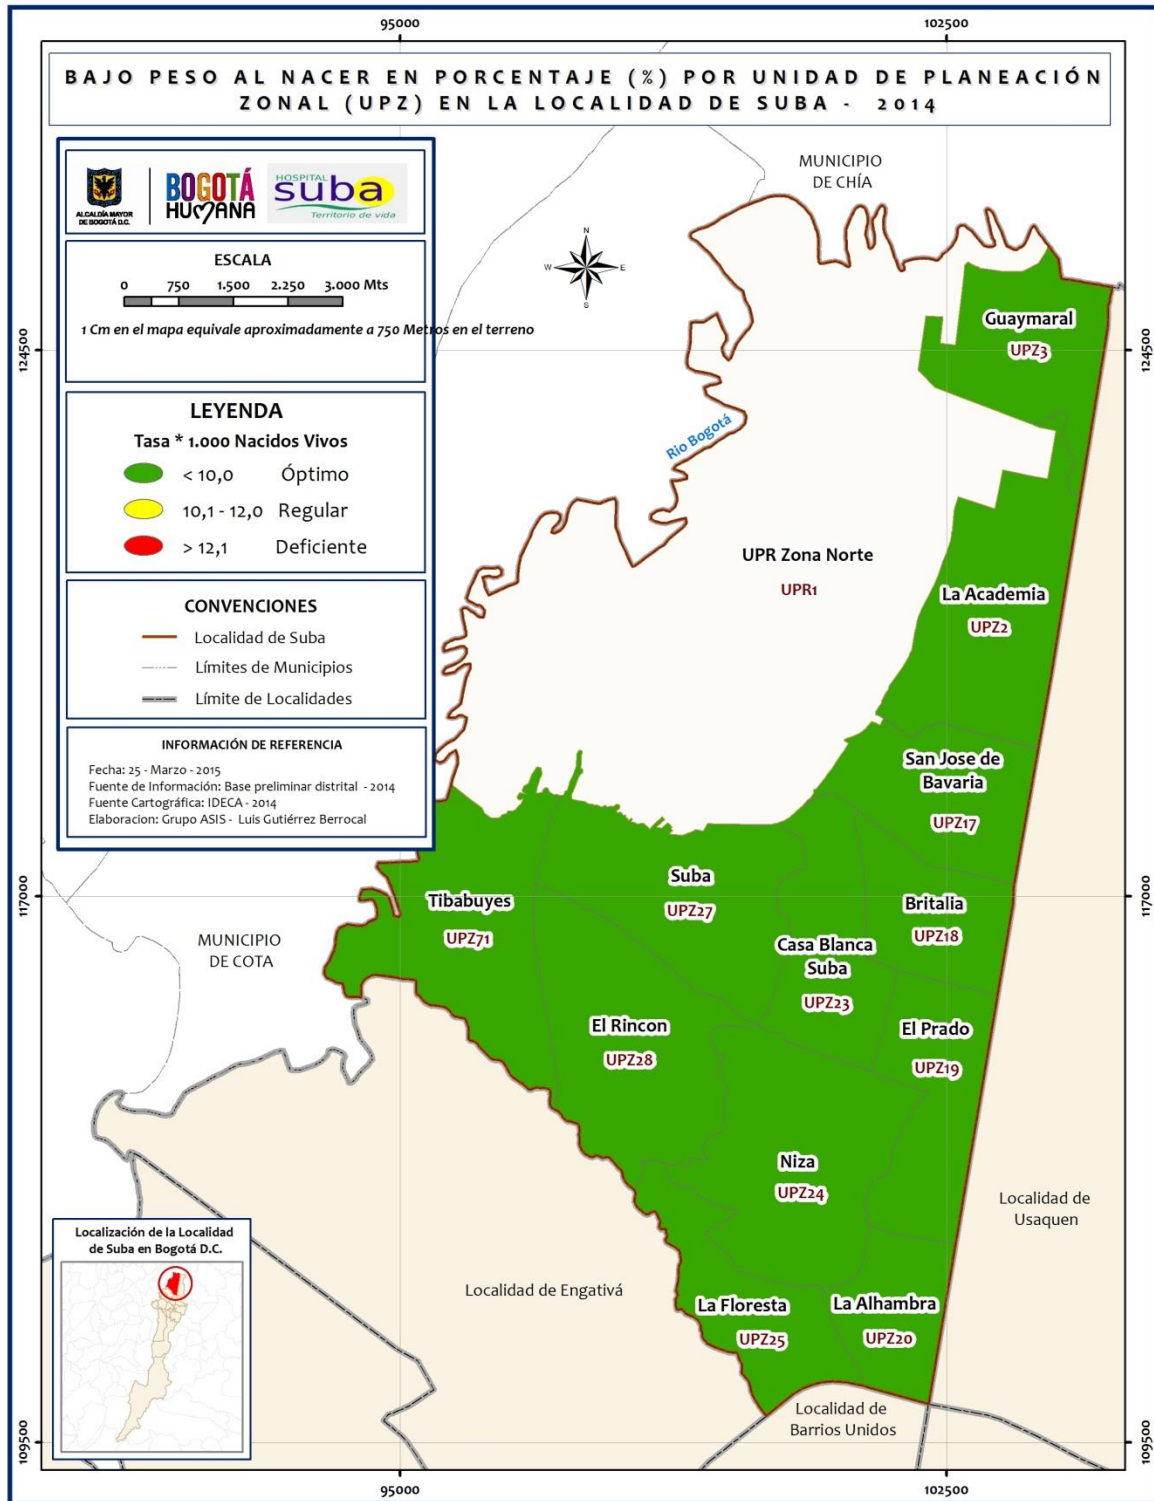 95000
102500
BAJO PESO AL NACER EN PORCENTAJE (%) POR UNIDAD DE PLANEACIÓN
ZONAL (UPZ) EN LA LOCALIDAD DE SUBA - 2014
ALCALDÍA MAYOR
DE BOGOTÁ D.C.
BOGOTÁ
HUMANA
HOSPITAL
suba
Territorio de vida
ESCALA
0 750 1.500 2.250 3.000 Mts
1 Cm en el mapa equivale aproximadamente a 750 Metros en el terreno
LEYENDA
Tasa * 1.000 Nacidos Vivos
< 10,0 Óptimo
10,1 - 12,0 Regular
> 12,1 Deficiente
CONVENCIONES
Localidad de Suba
Límites de Municipios
Límite de Localidades
INFORMACIÓN DE REFERENCIA
Fecha: 25 - Marzo - 2015
Fuente de Información: Base preliminar distrital - 2014
Fuente Cartográfica: IDECA - 2014
Elaboracion: Grupo ASIS - Luis Gutiérrez Berrocal
N
W
E
S
MUNICIPIO
DE CHÍA
Guaymaral
UPZ3
124500
124500
Rio Bogotá
UPR Zona Norte
UPR1
La Academia
UPZ2
San Jose de
Bavaria
UPZ17
Suba
UPZ27
Tibabuyes
UPZ71
Britalia
UPZ18
117000
117000
MUNICIPIO
DE COTA
Casa Blanca
Suba
UPZ23
El Rincon
UPZ28
El Prado
UPZ19
Niza
UPZ24
Localidad de
Usaquen
Localización de la Localidad
de Suba en Bogotá D.C.
Localidad de Engativá
La Floresta
UPZ25
La Alhambra
UPZ20
Localidad de
Barrios Unidos
109500
109500
95000
102500